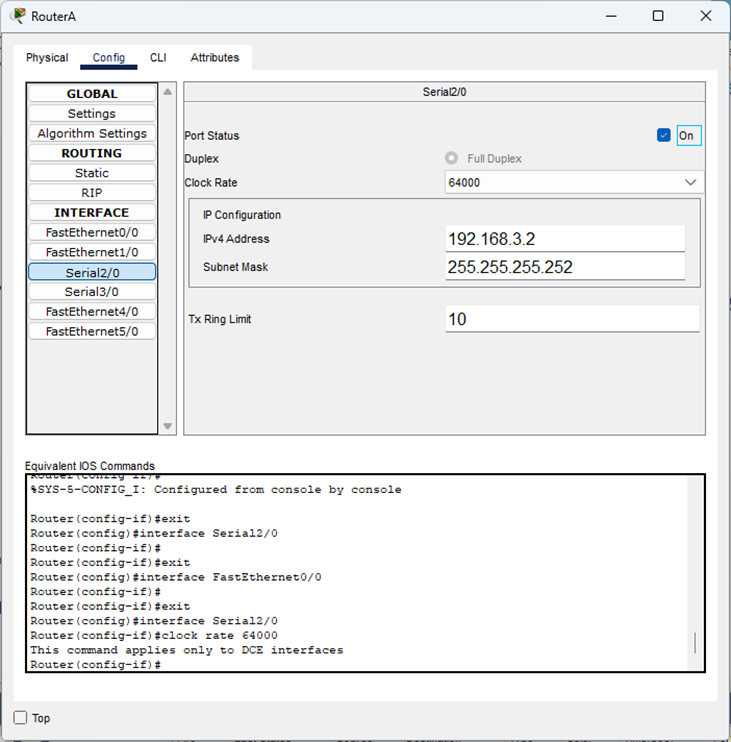 RouterA
Physical Config CLI Attributes
GLOBAL
Settings
Algorithm Settings
ROUTING
Static
RIP
INTERFACE
FastEthernet0/0
FastEthernet1/0
Serial2/0
Serial3/0
FastEthernet4/0
FastEthernet5/0
Serial2/0
Port Status On
Duplex Full Duplex
Clock Rate 64000
IP Configuration
IPv4 Address 192.168.3.2
Subnet Mask 255.255.255.252
Tx Ring Limit 10
Equivalent IOS Commands
Router(config-if)#
%SYS-5-CONFIG_I: Configured from console by console
Router(config-if)#exit
Router(config)#interface Serial2/0
Router(config-if)#
Router(config-if)#exit
Router(config)#interface FastEthernet0/0
Router(config-if)#
Router(config-if)#exit
Router(config)#interface Serial2/0
Router(config-if)#clock rate 64000
This command applies only to DCE interfaces
Router(config-if)#
Top